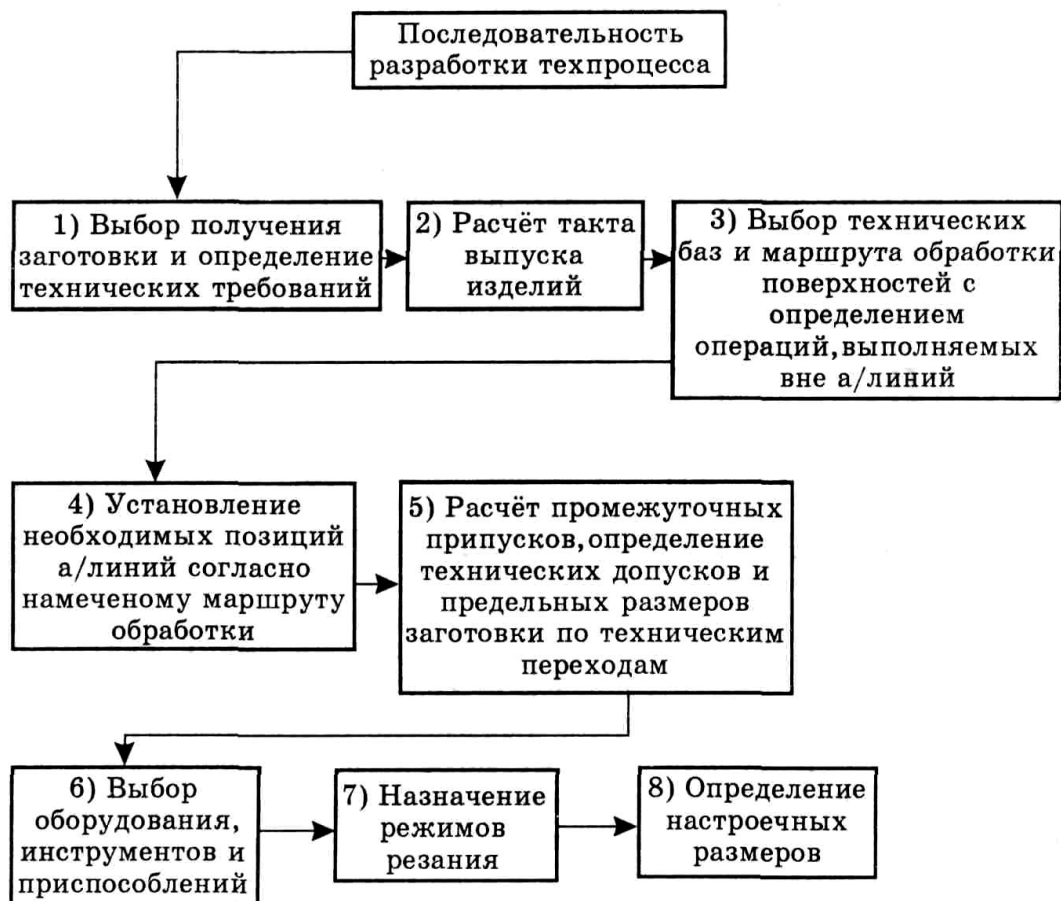 Последовательность
разработки техпроцесса
1) Выбор получения
заготовки и определение
технических требований
2) Расчёт такта
выпуска
изделий
3) Выбор технических
баз и маршрута обработки
поверхностей с
определением
операций,выполняемых
вне а/линий
4) Установление
необходимых позиций
а/линий согласно
намеченому маршруту
обработки
5) Расчёт промежуточных
припусков,определение
технических допусков и
предельных размеров
заготовки по техническим
переходам
6) Выбор
оборудования,
инструментов и
приспособлений
7) Назначение
режимов
резания
8) Определение
настроечных
размеров